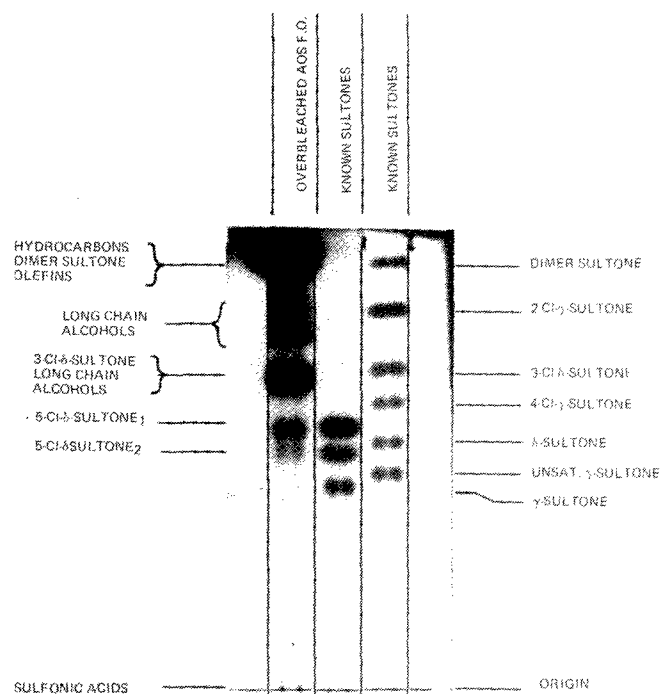 OVERBLEACHED AOS F.O.
KNOWN SULTONES
KNOWN SULTONES
HYDROCARBONS
DIMER SULTONE
OLEFINS
LONG CHAIN
ALCOHOLS
3-Cl-δ-SULTONE
LONG CHAIN
ALCOHOLS
5-Cl-δ-SULTONE1
5-Cl-δSULTONE2
SULFONIC ACIDS
DIMER SULTONE
2 Cl-γ-SULTONE
3-Cl δ-SULTONE
4-Cl-γ-SULTONE
δ-SULTONE
UNSAT. γ-SULTONE
γ-SULTONE
ORIGIN